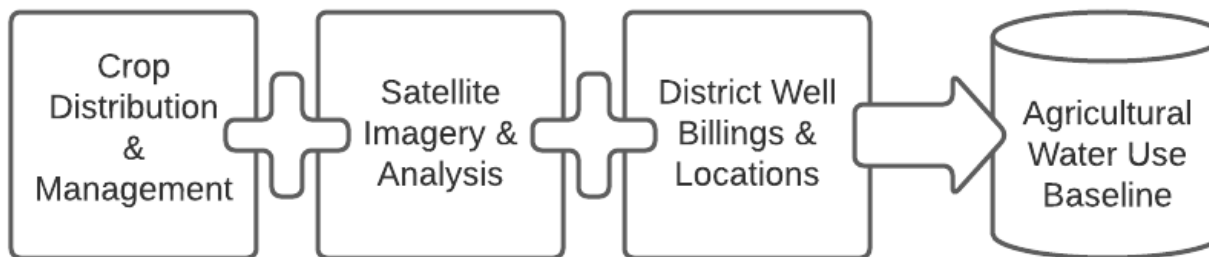 Crop
Distribution
&
Management
Satellite
Imagery &
Analysis
District Well
Billings &
Locations
Agricultural
Water Use
Baseline